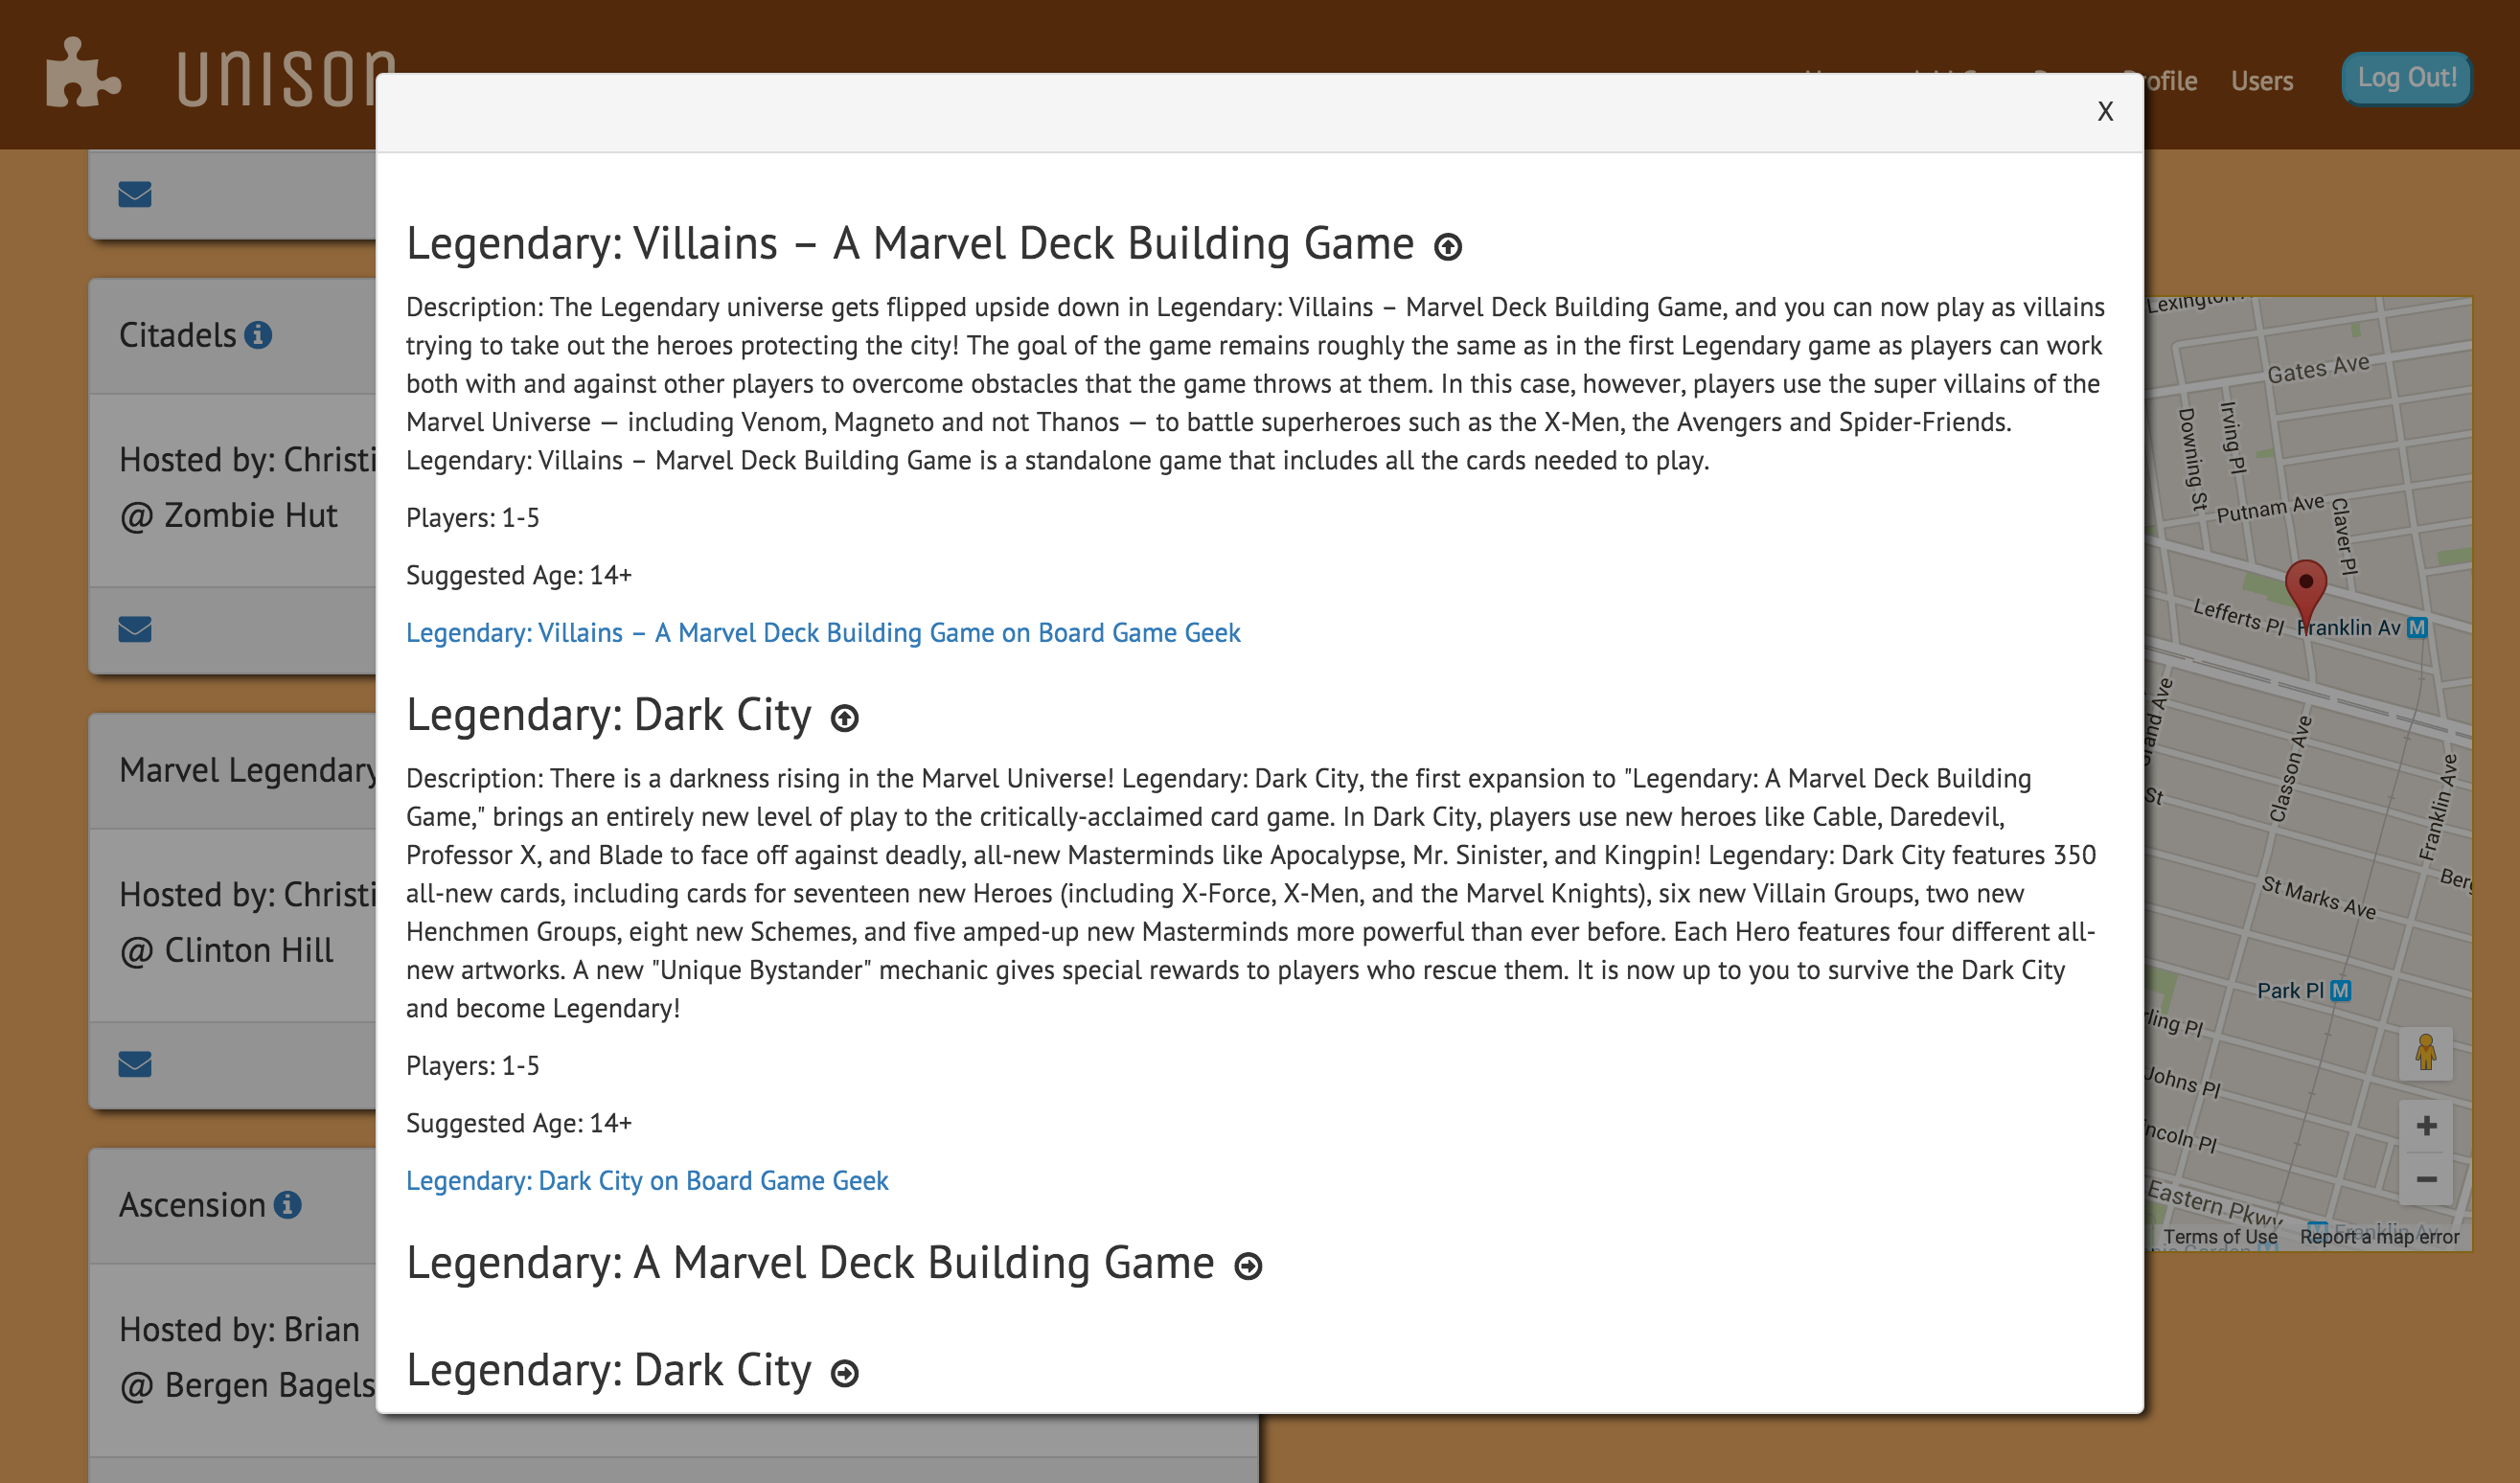 UNISON
Profile
Users
Log Out!
X
Legendary: Villains – A Marvel Deck Building Game
Description: The Legendary universe gets flipped upside down in Legendary: Villains – Marvel Deck Building Game, and you can now play as villains
trying to take out the heroes protecting the city! The goal of the game remains roughly the same as in the first Legendary game as players can work
both with and against other players to overcome obstacles that the game throws at them. In this case, however, players use the super villains of the
Marvel Universe — including Venom, Magneto and not Thanos — to battle superheroes such as the X-Men, the Avengers and Spider-Friends.
Legendary: Villains – Marvel Deck Building Game is a standalone game that includes all the cards needed to play.
Players: 1-5
Suggested Age: 14+
Legendary: Villains – A Marvel Deck Building Game on Board Game Geek
Legendary: Dark City
Description: There is a darkness rising in the Marvel Universe! Legendary: Dark City, the first expansion to "Legendary: A Marvel Deck Building
Game," brings an entirely new level of play to the critically-acclaimed card game. In Dark City, players use new heroes like Cable, Daredevil,
Professor X, and Blade to face off against deadly, all-new Masterminds like Apocalypse, Mr. Sinister, and Kingpin! Legendary: Dark City features 350
all-new cards, including cards for seventeen new Heroes (including X-Force, X-Men, and the Marvel Knights), six new Villain Groups, two new
Henchmen Groups, eight new Schemes, and five amped-up new Masterminds more powerful than ever before. Each Hero features four different all-
new artworks. A new "Unique Bystander" mechanic gives special rewards to players who rescue them. It is now up to you to survive the Dark City
and become Legendary!
Players: 1-5
Suggested Age: 14+
Legendary: Dark City on Board Game Geek
Legendary: A Marvel Deck Building Game
Legendary: Dark City
Citadels
Hosted by: Christi
@ Zombie Hut
Marvel Legendary
Hosted by: Christi
@ Clinton Hill
Ascension
Hosted by: Brian
@ Bergen Bagels
Lexington
Gates Ave
Irving Pl
Downing St
Putnam Ave
Claver Pl
Lefferts Pl
Franklin Av M
Grand Ave
St
Classon Ave
Franklin Ave
Berg
St Marks Ave
Park Pl M
rling Pl
Johns Pl
ncoln Pl
Eastern Pkwy
Franklin Av
Terms of Use
Report a map error